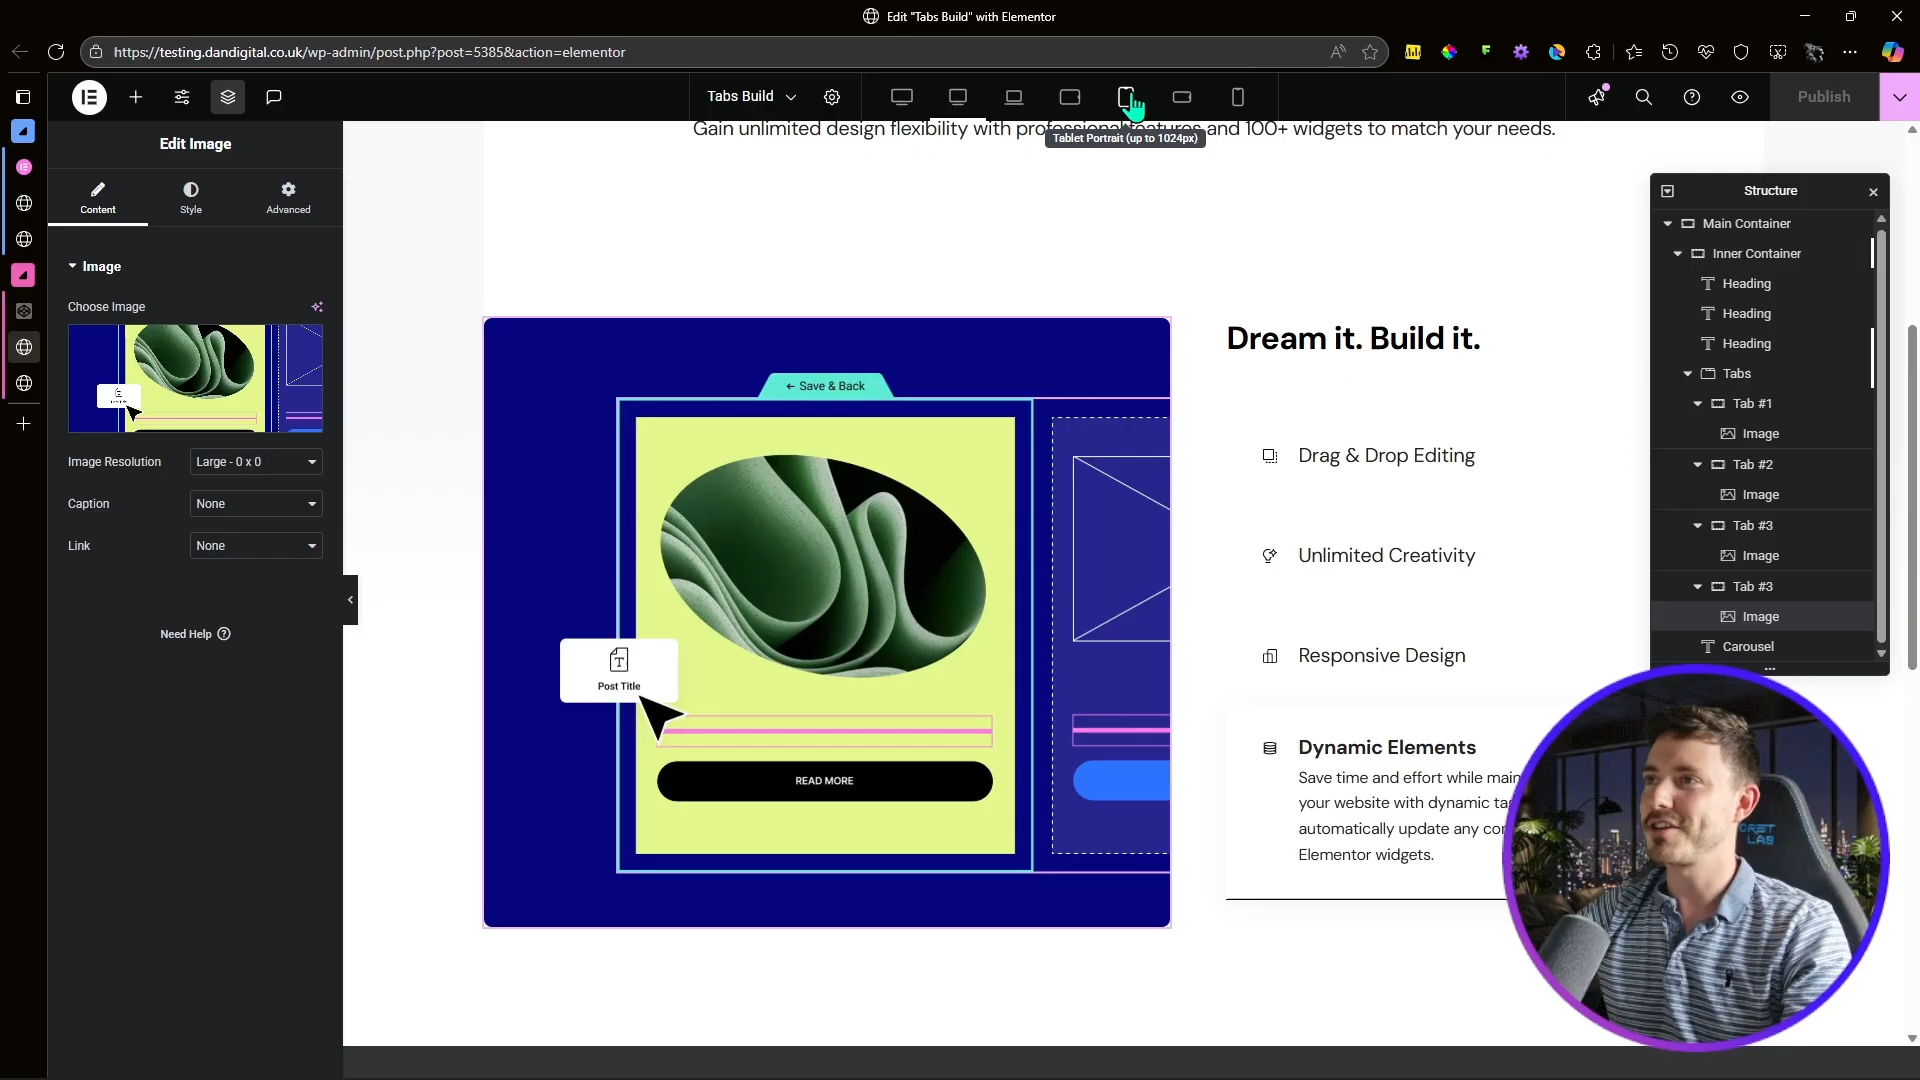 Edit "Tabs Build" with Elementor
https://testing.dandigital.co.uk/wp-admin/post.php?post=5385&action=elementor
Tabs Build
Publish
Gain unlimited design flexibility with professional features and 100+ widgets to match your needs.
Tablet Portrait (up to 1024px)
Edit Image
Content
Style
Advanced
Image
Choose Image
Image Resolution
Large - 0 x 0
Caption
None
Link
None
Need Help
← Save & Back
Post Title
READ MORE
Dream it. Build it.
Drag & Drop Editing
Unlimited Creativity
Responsive Design
Dynamic Elements
Save time and effort while main
your website with dynamic ta
automatically update any con
Elementor widgets.
Structure
Main Container
Inner Container
Heading
Heading
Heading
Tabs
Tab #1
Image
Tab #2
Image
Tab #3
Image
Tab #3
Image
Carousel